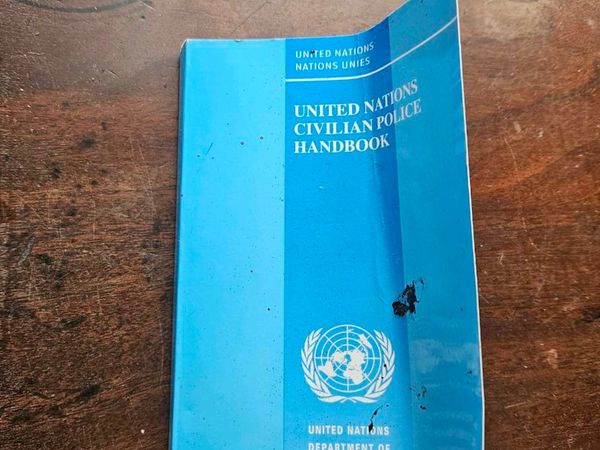 UNITED NATIONS
NATIONS UNIES
UNITED NATIONS
CIVILIAN POLICE
HANDBOOK
UNITED NATIONS
DEPARTMENT OF